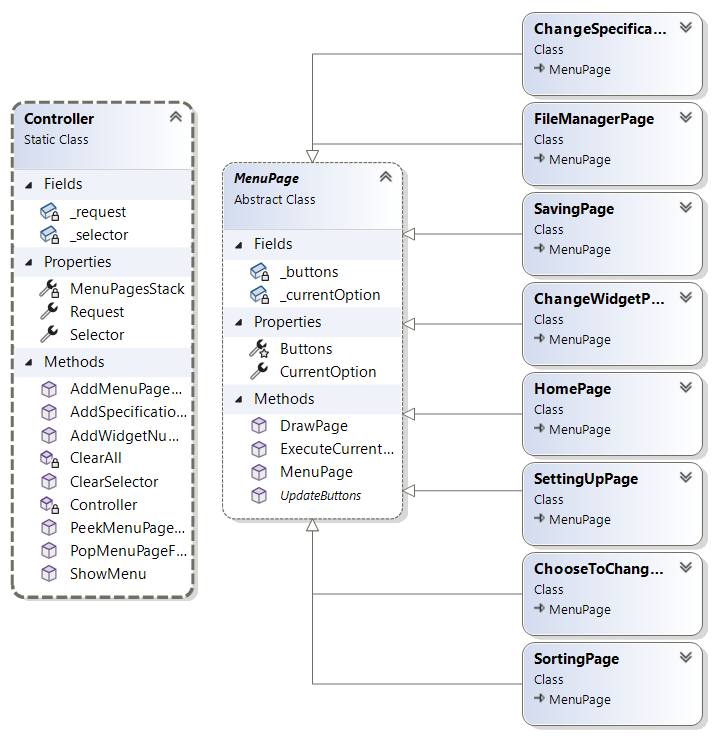 Controller
Static Class
Fields
_request
_selector
Properties
MenuPagesStack
Request
Selector
Methods
AddMenuPage...
AddSpecificatio...
AddWidgetNu...
ClearAll
ClearSelector
Controller
PeekMenuPage...
PopMenuPageF...
ShowMenu
MenuPage
Abstract Class
Fields
_buttons
_currentOption
Properties
Buttons
CurrentOption
Methods
DrawPage
ExecuteCurrent...
MenuPage
UpdateButtons
ChangeSpecifica...
Class
MenuPage
FileManagerPage
Class
MenuPage
SavingPage
Class
MenuPage
ChangeWidgetP...
Class
MenuPage
HomePage
Class
MenuPage
SettingUpPage
Class
MenuPage
ChooseToChang...
Class
MenuPage
SortingPage
Class
MenuPage